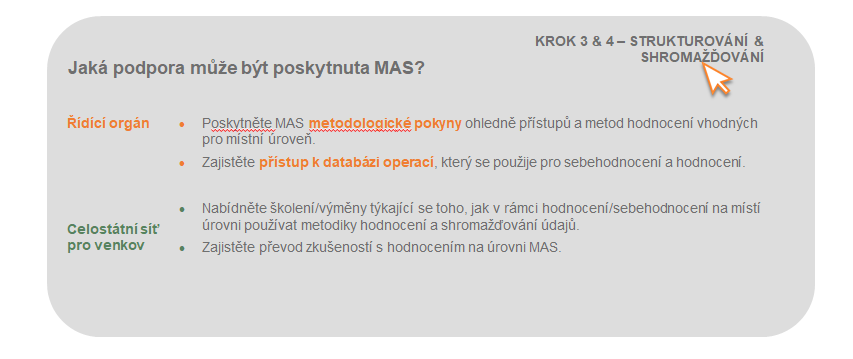 KROK 3 & 4 – STRUKTUROVÁNÍ &
SHROMAŽĎOVÁNÍ
Jaká podpora může být poskytnuta MAS?
Řídící orgán
• Poskytněte MAS metodologické pokyny ohledně přístupů a metod hodnocení vhodných
pro místní úroveň.
• Zajistěte přístup k databázi operací, který se použije pro sebehodnocení a hodnocení.
Celostátní síť
pro venkov
• Nabídněte školení/výměny týkající se toho, jak v rámci hodnocení/sebehodnocení na místí
úrovni používat metodiky hodnocení a shromažďování údajů.
• Zajistěte převod zkušeností s hodnocením na úrovni MAS.